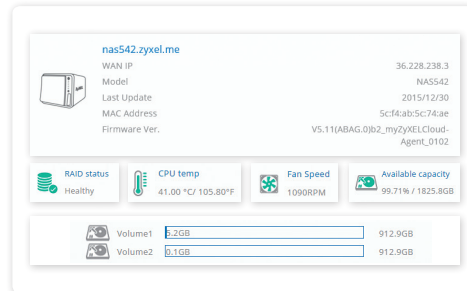 nas542.zyxel.me
WAN IP 36.228.238.3
Model NAS542
Last Update 2015/12/30
MAC Address 5c:f4:ab:5c:74:ae
Firmware Ver. V5.11(ABAG.0)b2_myZyXELCloud-
Agent_0102
RAID status
Healthy
CPU temp
41.00 °C/ 105.80°F
Fan Speed
1090RPM
Available capacity
99.71% / 1825.8GB
Volume1 5.2GB 912.9GB
Volume2 0.1GB 912.9GB